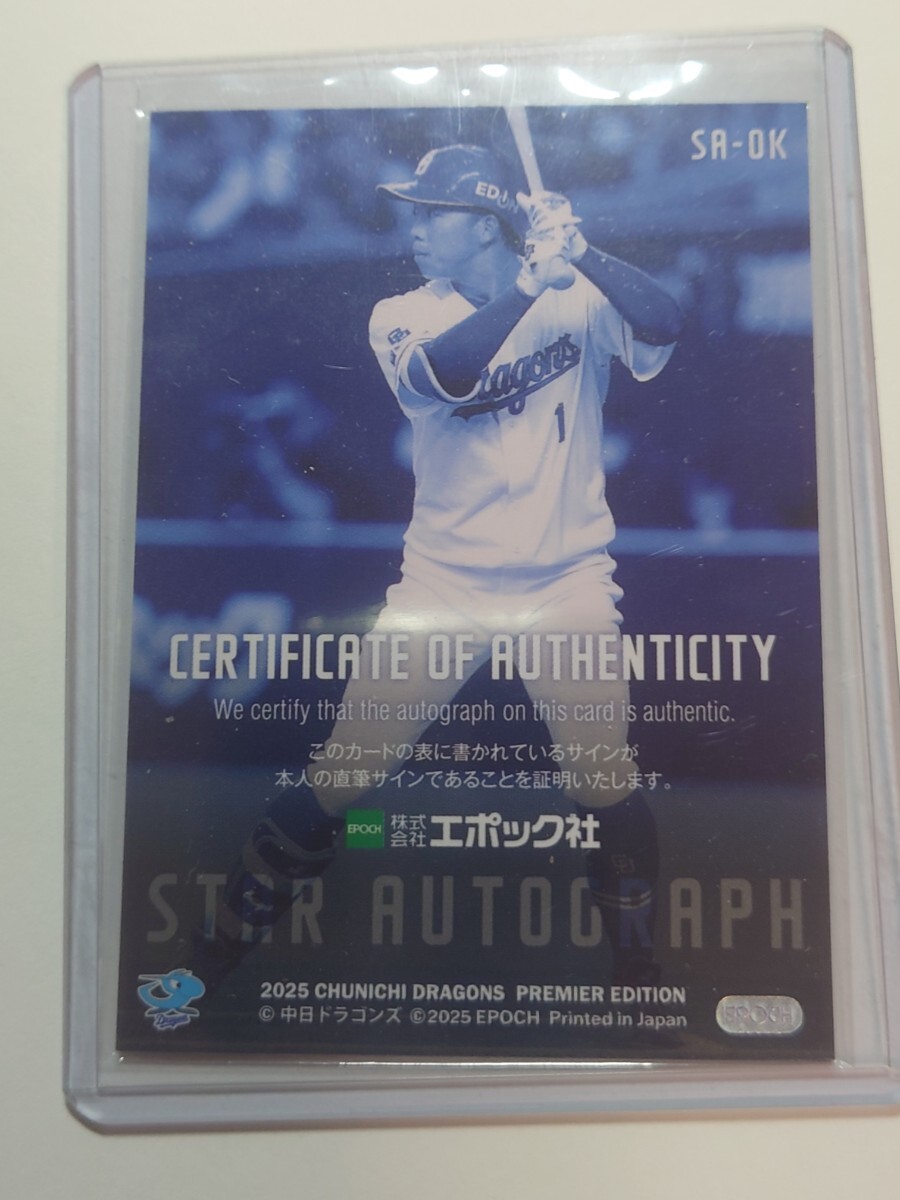 SA-OK
EDION
Dragons
1
CERTIFICATE OF AUTHENTICITY
We certify that the autograph on this card is authentic.
このカードの表に書かれているサインが
本人の直筆サインであることを証明いたします。
EPOCH 株式会社 エポック社
STAR AUTOGRAPH
2025 CHUNICHI DRAGONS PREMIER EDITION
© 中日ドラゴンズ ©2025 EPOCH Printed in Japan
EPOCH